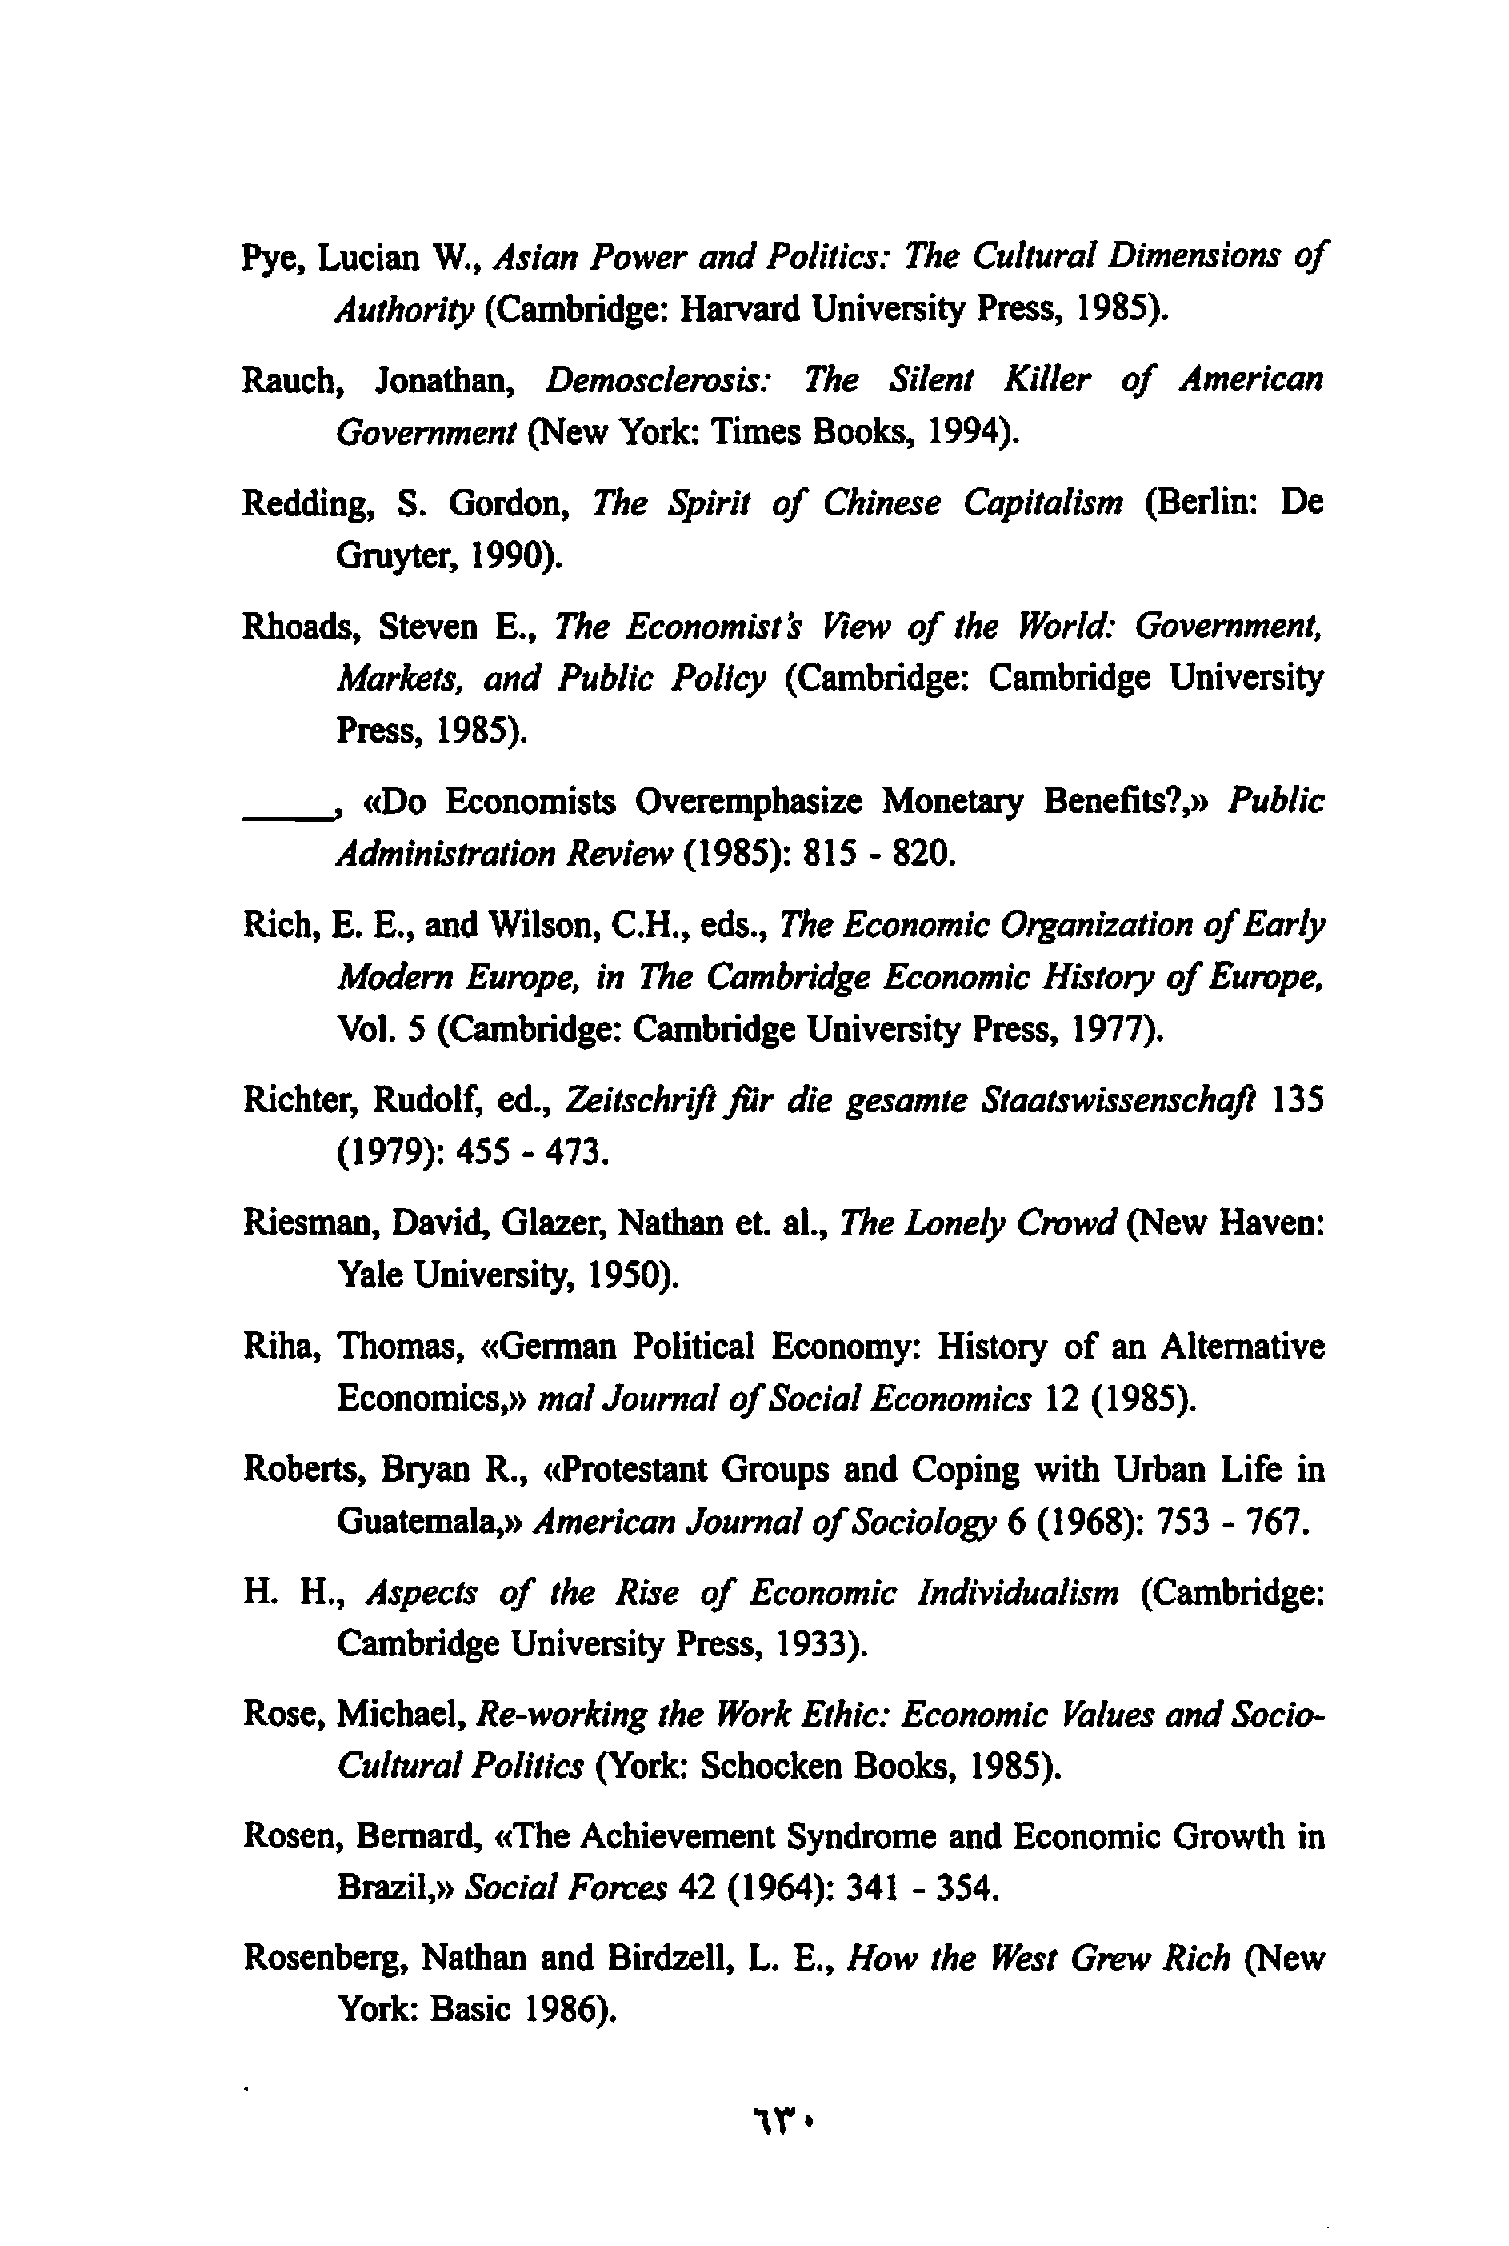 Pye, Lucian W., Asian Power and Politics: The Cultural Dimensions of
Authority (Cambridge: Harvard University Press, 1985).
Rauch, Jonathan, Demosclerosis: The Silent Killer of American
Government (New York: Times Books, 1994).
Redding, S. Gordon, The Spirit of Chinese Capitalism (Berlin: De
Gruyter, 1990).
Rhoads, Steven E., The Economist's View of the World: Government,
Markets, and Public Policy (Cambridge: Cambridge University
Press, 1985).
_____, «Do Economists Overemphasize Monetary Benefits?,» Public
Administration Review (1985): 815 - 820.
Rich, E. E., and Wilson, C.H., eds., The Economic Organization of Early
Modern Europe, in The Cambridge Economic History of Europe,
Vol. 5 (Cambridge: Cambridge University Press, 1977).
Richter, Rudolf, ed., Zeitschrift für die gesamte Staatswissenschaft 135
(1979): 455 - 473.
Riesman, David, Glazer, Nathan et. al., The Lonely Crowd (New Haven:
Yale University, 1950).
Riha, Thomas, «German Political Economy: History of an Alternative
Economics,» mal Journal of Social Economics 12 (1985).
Roberts, Bryan R., «Protestant Groups and Coping with Urban Life in
Guatemala,» American Journal of Sociology 6 (1968): 753 - 767.
H. H., Aspects of the Rise of Economic Individualism (Cambridge:
Cambridge University Press, 1933).
Rose, Michael, Re-working the Work Ethic: Economic Values and Socio-
Cultural Politics (York: Schocken Books, 1985).
Rosen, Bernard, «The Achievement Syndrome and Economic Growth in
Brazil,» Social Forces 42 (1964): 341 - 354.
Rosenberg, Nathan and Birdzell, L. E., How the West Grew Rich (New
York: Basic 1986).
٦٣٠